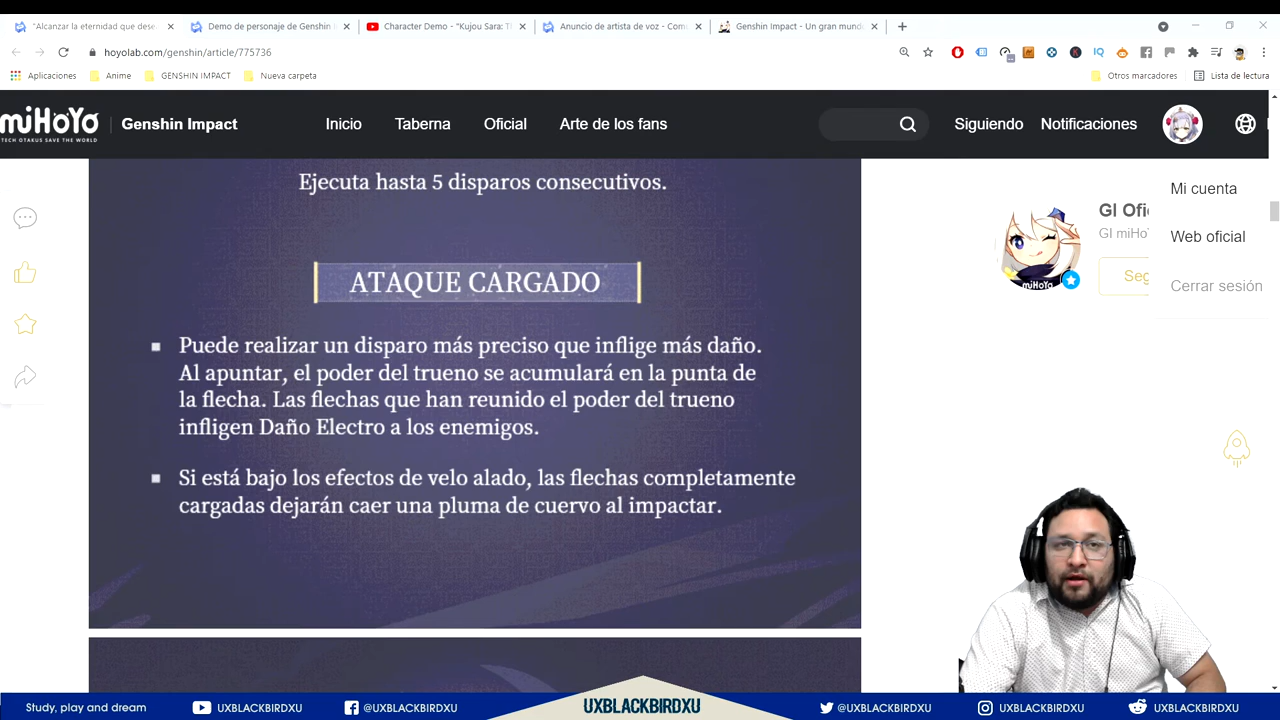 "Alcanzar la eternidad que dese
Demo de personaje de Genshin I
Character Demo - "Kujou Sara: T
Anuncio de artista de voz - Com
Genshin Impact - Un gran mundo
hoyolab.com/genshin/article/775736
Aplicaciones
Anime
GENSHIN IMPACT
Nueva carpeta
Otros marcadores
Lista de lectura
miHoYo
TECH OTAKUS SAVE THE WORLD
Genshin Impact
Inicio
Taberna
Oficial
Arte de los fans
Siguiendo
Notificaciones
Mi cuenta
Web oficial
Cerrar sesión
GI Ofi
GI miHo
Seg
miHoYo
Ejecuta hasta 5 disparos consecutivos.
ATAQUE CARGADO
Puede realizar un disparo más preciso que inflige más daño.
Al apuntar, el poder del trueno se acumulará en la punta de
la flecha. Las flechas que han reunido el poder del trueno
infligen Daño Electro a los enemigos.
Si está bajo los efectos de velo alado, las flechas completamente
cargadas dejarán caer una pluma de cuervo al impactar.
Study, play and dream
UXBLACKBIRDXU
@UXBLACKBIRDXU
UXBLACKBIRDXU
@UXBLACKBIRDXU
UXBLACKBIRDXU
UXBLACKBIRDXU